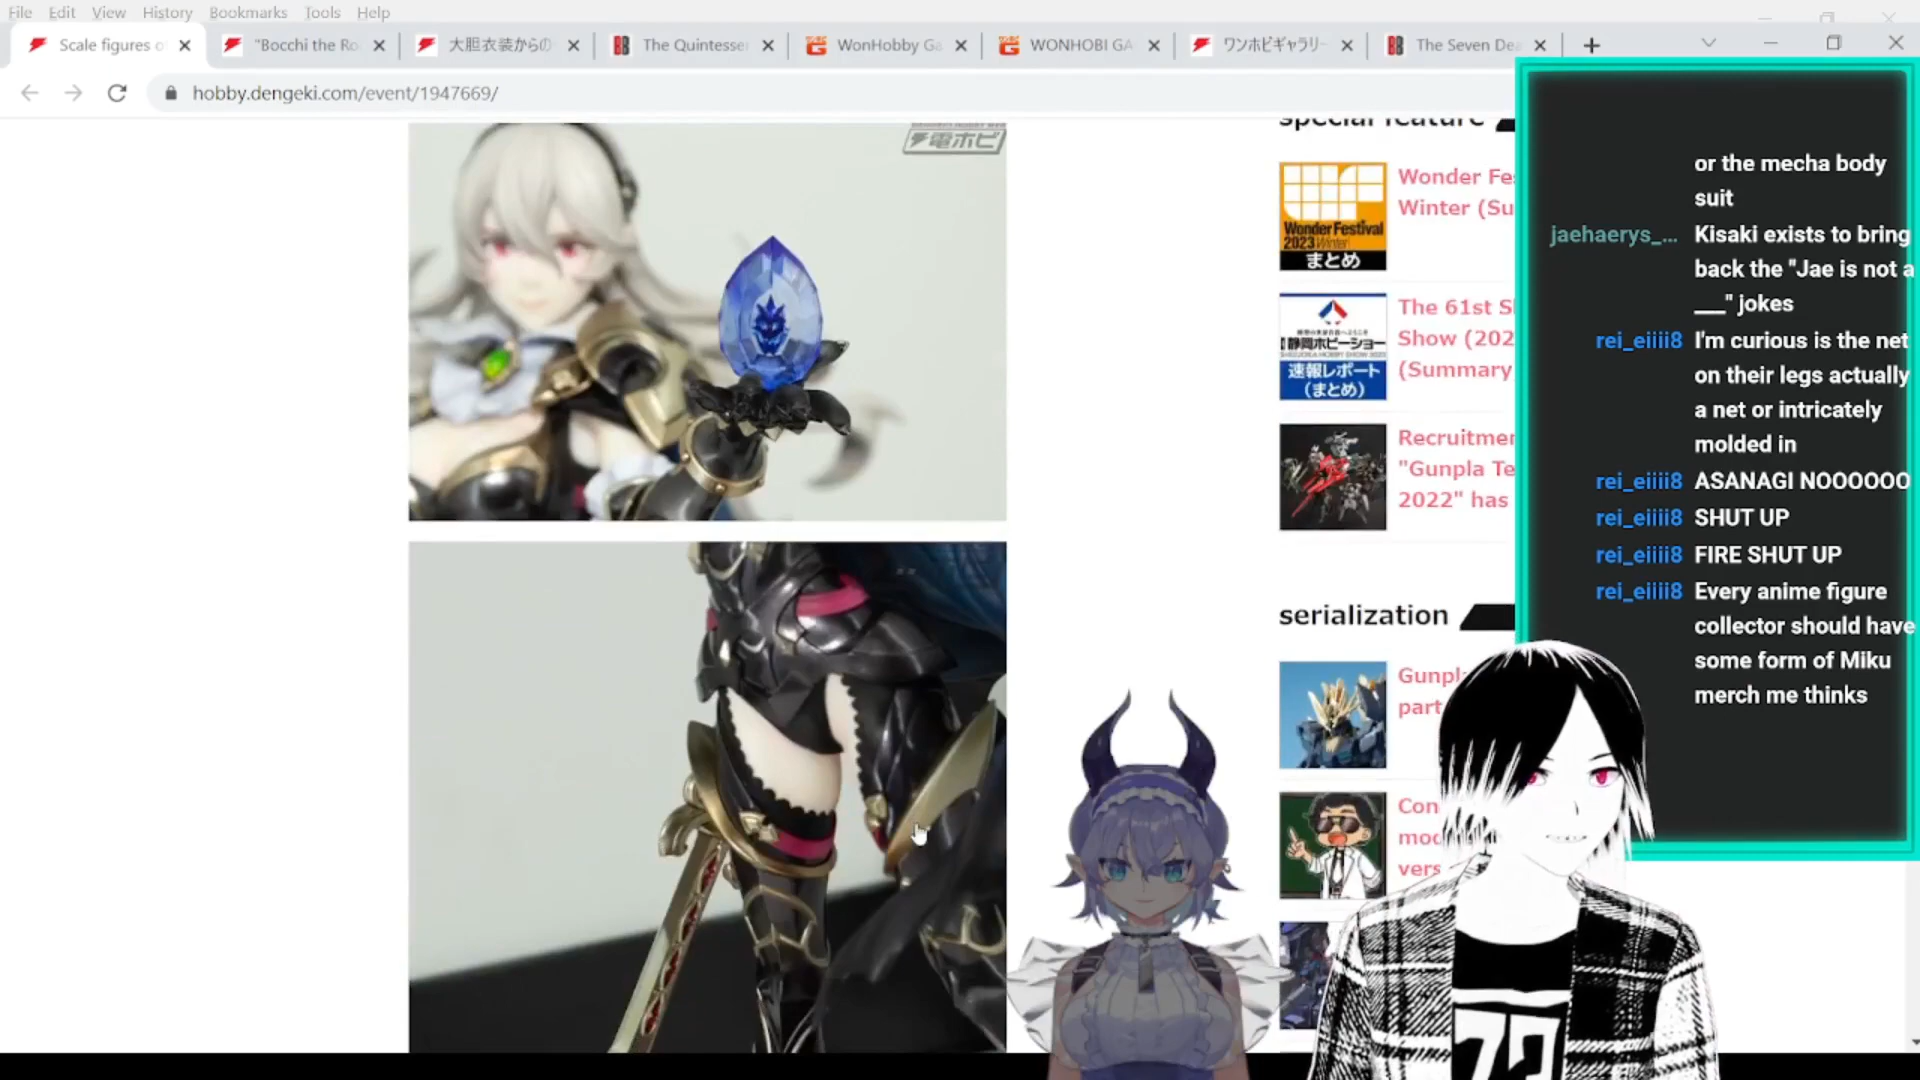 File Edit View History Bookmarks Tools Help
Scale figures o
"Bocchi the Ro
大胆衣装からの
The Quintesse
WonHobby Ga
WONHOBI GA
ワンホビギャラリー
The Seven Dea
hobby.dengeki.com/event/1947669/
電ホビ
special feature
Wonder Festival
2023 Winter
まとめ
Wonder Fes
Winter (Su
静岡ホビーショー
速報レポート
(まとめ)
The 61st S
Show (202
(Summary
Recruitmen
"Gunpla Te
2022" has
serialization
Gunpl
part
Con
mod
vers
or the mecha body
suit
jaehaerys_... Kisaki exists to bring
back the "Jae is not a
___" jokes
rei_eiiii8 I'm curious is the net
on their legs actually
a net or intricately
molded in
rei_eiiii8 ASANAGI NOOOOOO
rei_eiiii8 SHUT UP
rei_eiiii8 FIRE SHUT UP
rei_eiiii8 Every anime figure
collector should have
some form of Miku
merch me thinks